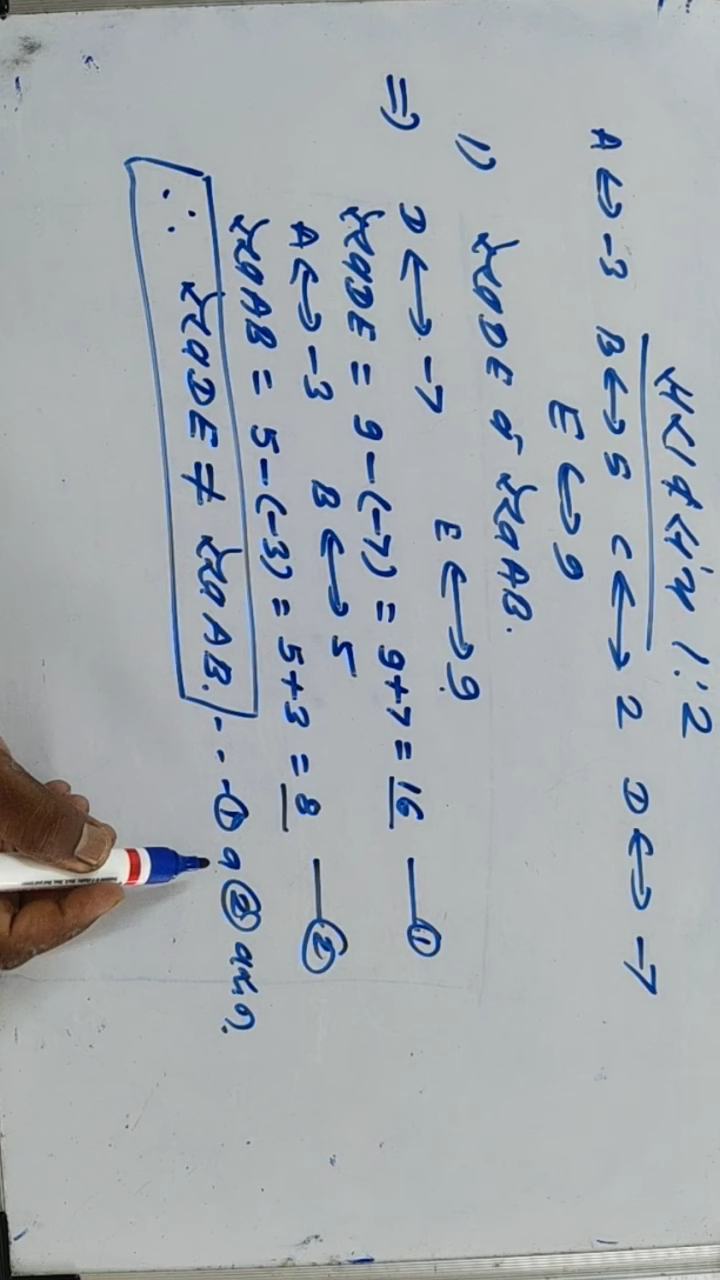 सरावसंच 1.2
A ↔ -3 B ↔ 5 C ↔ 2 D ↔ -7
E ↔ 9
1) रेख DE व रेख AB.
⇒ D ↔ -7 E ↔ 9
रेख DE = 9-(-7) = 9+7 = 16 — ①
A ↔ -3 B ↔ 5
रेख AB = 5-(-3) = 5+3 = 8 — ②
∴ रेख DE ≠ रेख AB. --- ① व ② वरून.